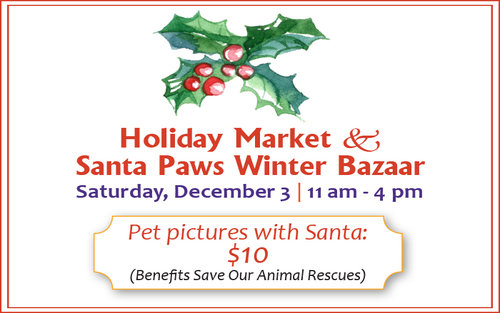 Holiday Market &
Santa Paws Winter Bazaar
Saturday, December 3 | 11 am - 4 pm
Pet pictures with Santa:
$10
(Benefits Save Our Animal Rescues)